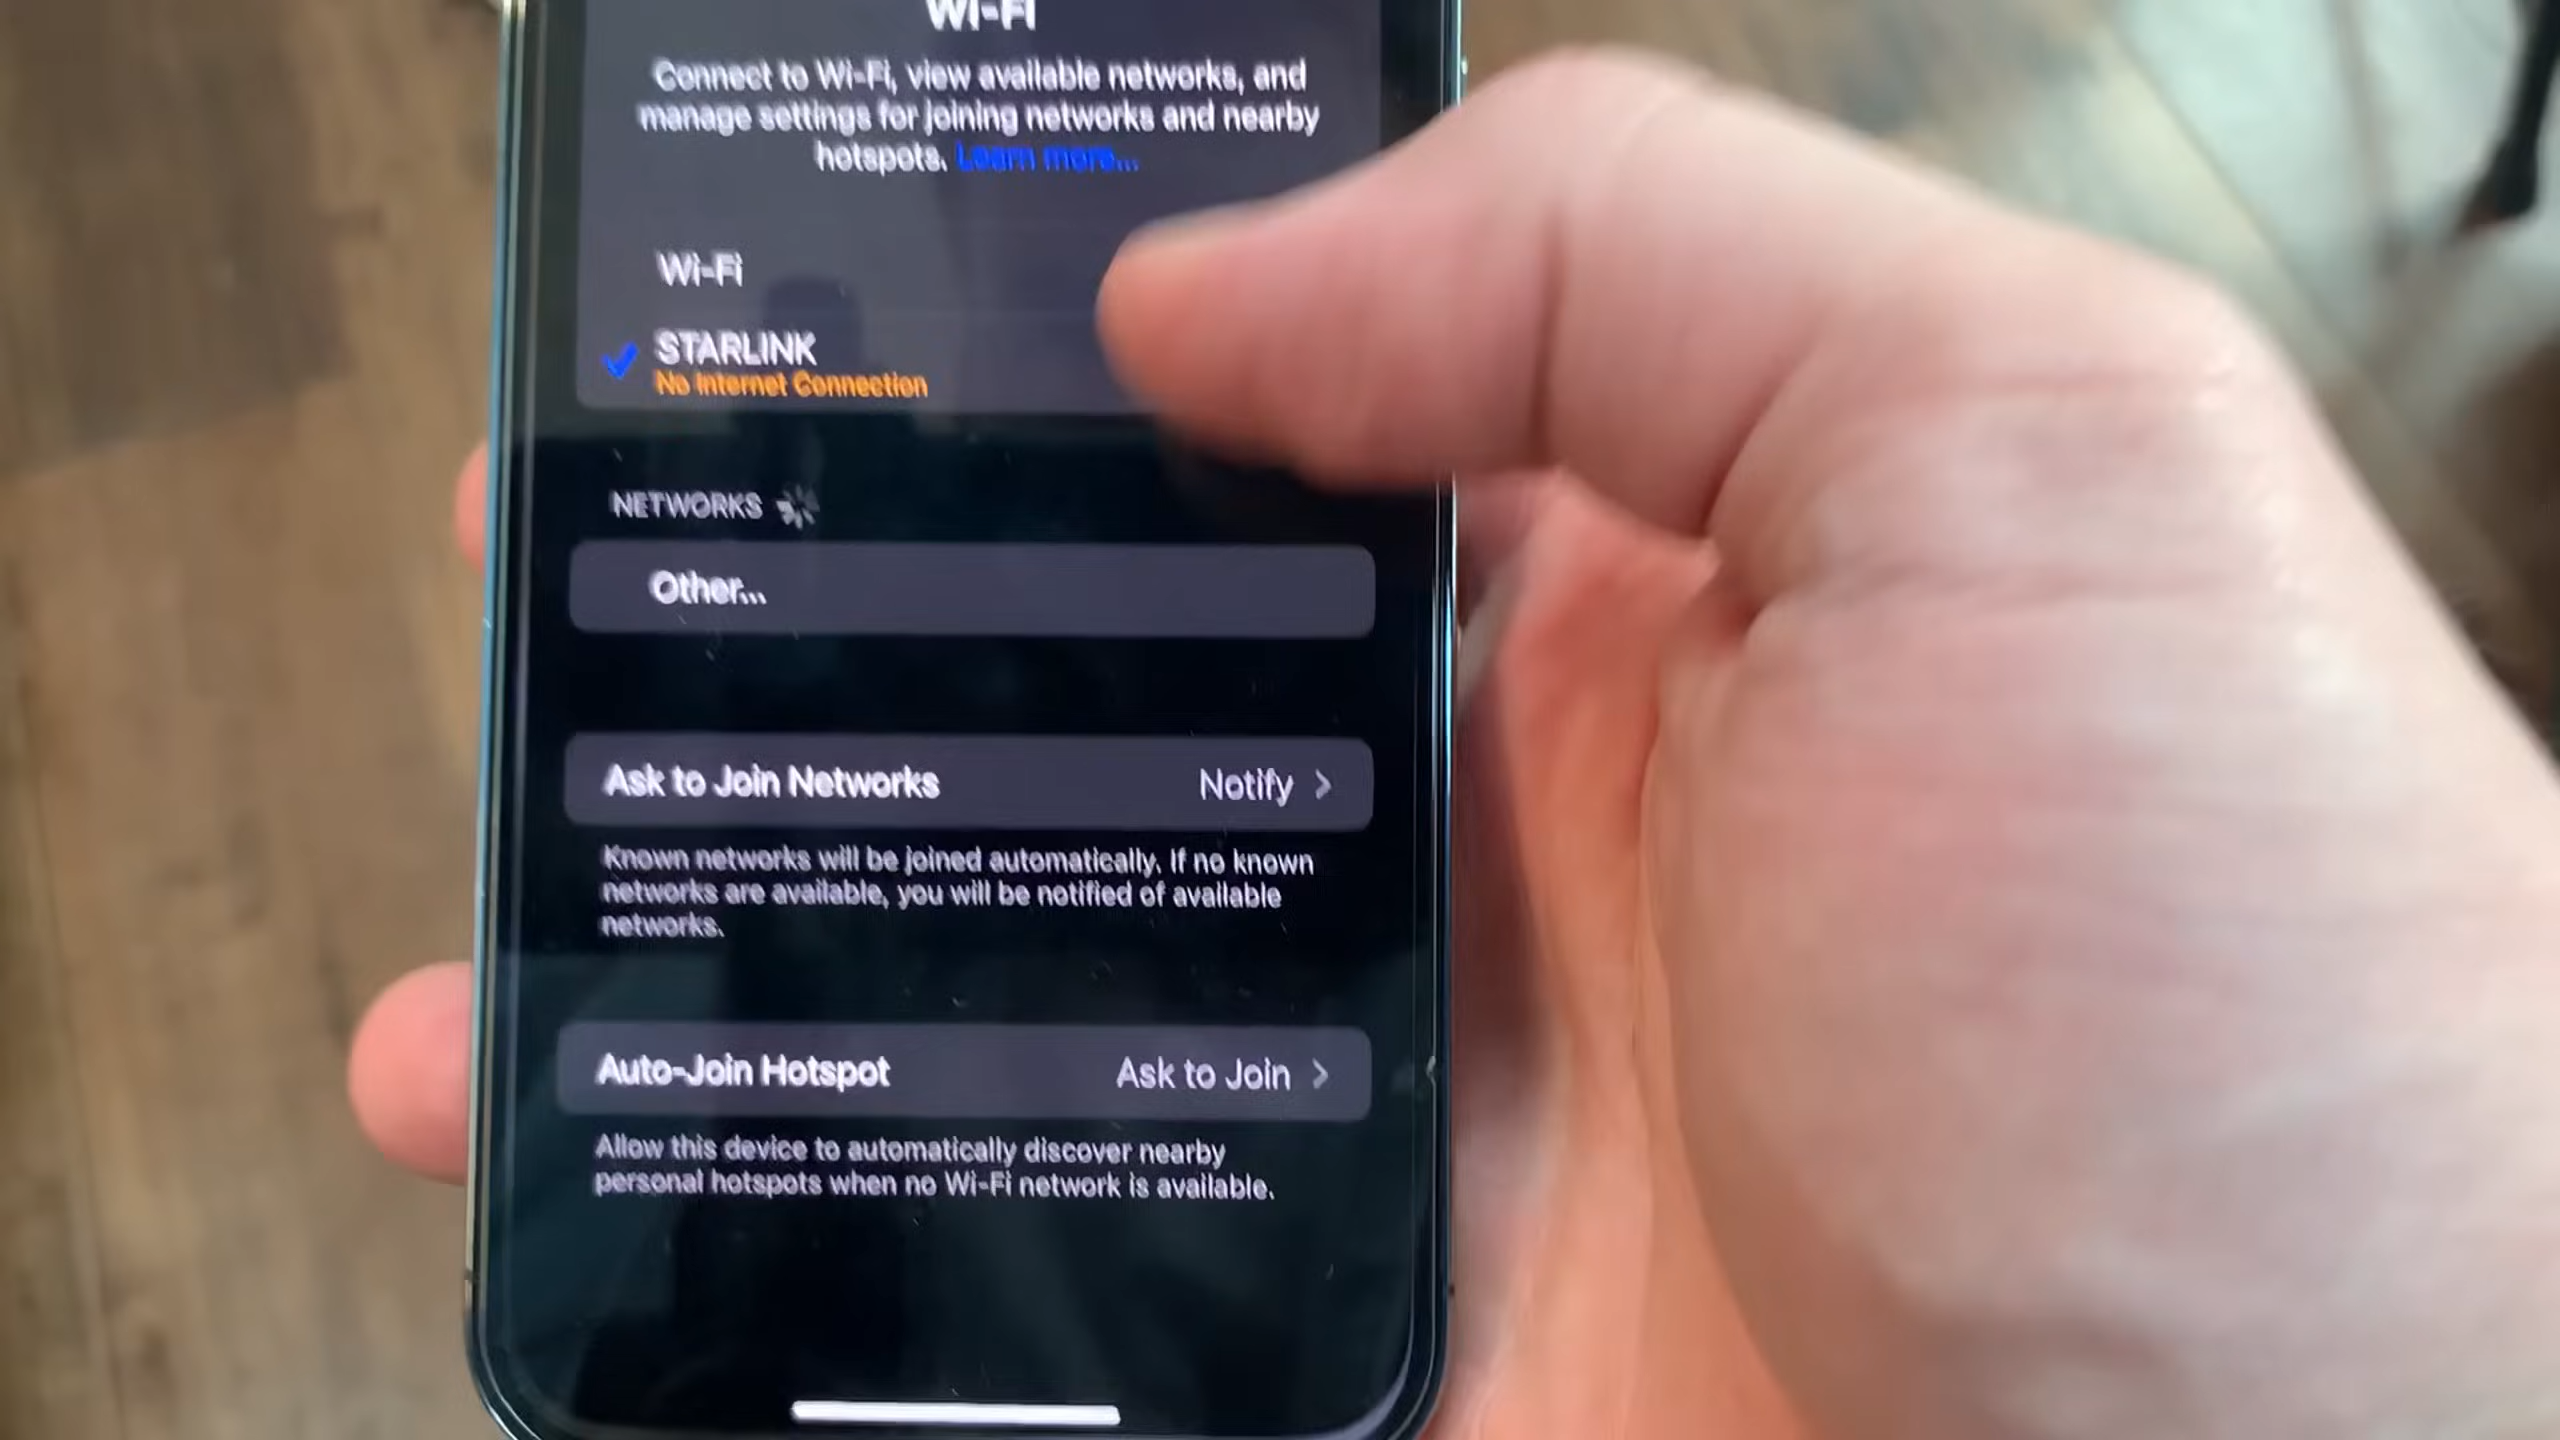 Wi-Fi
Connect to Wi-Fi, view available networks, and
manage settings for joining networks and nearby
hotspots. Learn more...
Wi-Fi
STARLINK
No Internet Connection
NETWORKS
Other...
Ask to Join Networks Notify >
Known networks will be joined automatically. If no known
networks are available, you will be notified of available
networks.
Auto-Join Hotspot Ask to Join >
Allow this device to automatically discover nearby
personal hotspots when no Wi-Fi network is available.